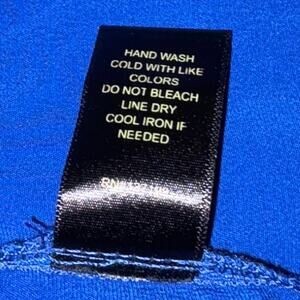 HAND WASH
COLD WITH LIKE
COLORS
DO NOT BLEACH
LINE DRY
COOL IRON IF
NEEDED